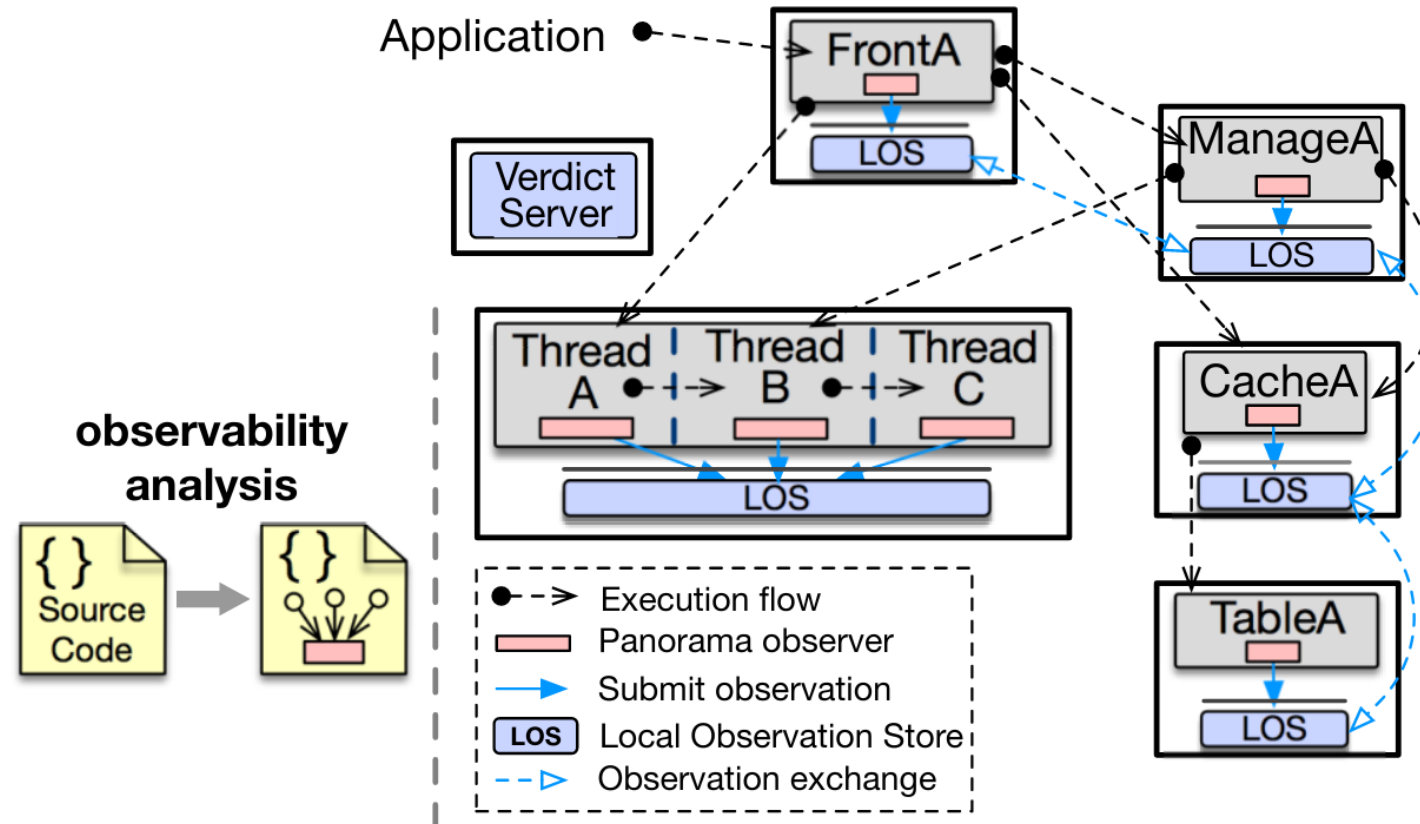 Application
FrontA
LOS
ManageA
LOS
Verdict
Server
Thread
A
Thread
B
Thread
C
LOS
CacheA
LOS
TableA
LOS
observability
analysis
{ }
Source
Code
{ }
Execution flow
Panorama observer
Submit observation
LOS Local Observation Store
Observation exchange